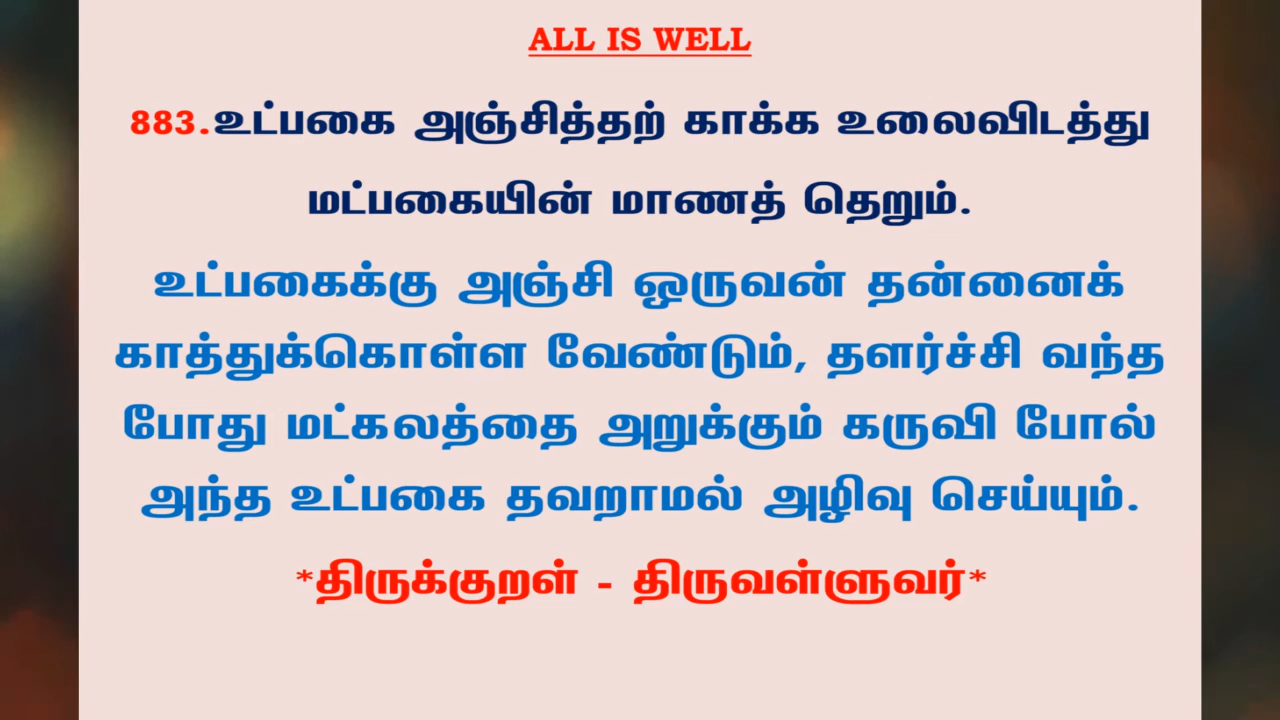 ALL IS WELL
883.உட்பகை அஞ்சித்தற் காக்க உலைவிடத்து
மட்பகையின் மாணத் தெறும்.
உட்பகைக்கு அஞ்சி ஒருவன் தன்னைக்
காத்துக்கொள்ள வேண்டும், தளர்ச்சி வந்த
போது மட்கலத்தை அறுக்கும் கருவி போல்
அந்த உட்பகை தவறாமல் அழிவு செய்யும்.
*திருக்குறள் - திருவள்ளுவர்*